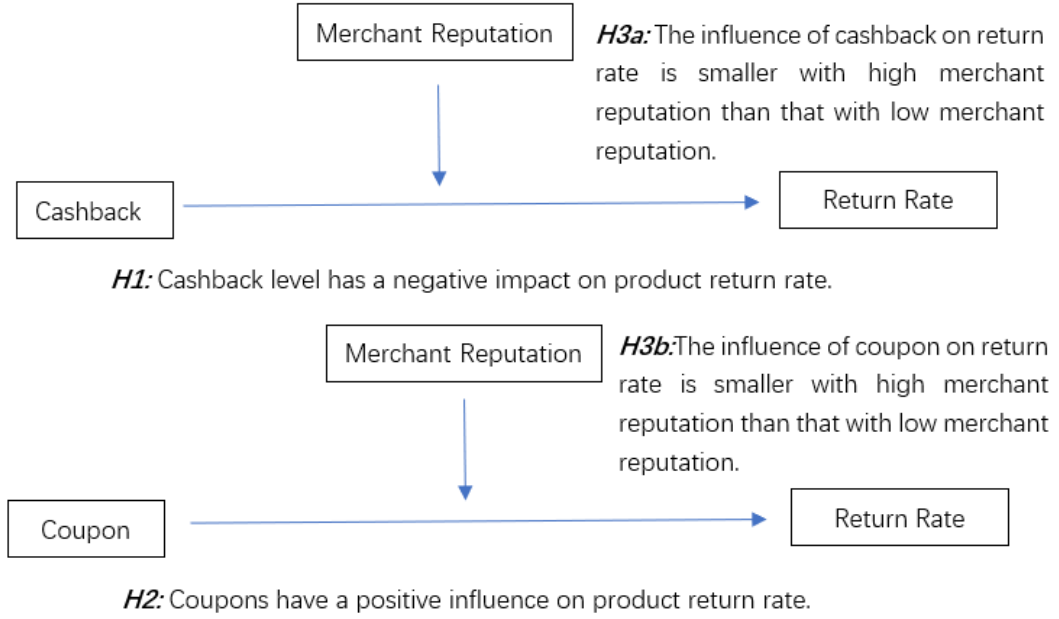 Merchant Reputation
H3a: The influence of cashback on return
rate is smaller with high merchant
reputation than that with low merchant
reputation.
Cashback
Return Rate
H1: Cashback level has a negative impact on product return rate.
Merchant Reputation
H3b:The influence of coupon on return
rate is smaller with high merchant
reputation than that with low merchant
reputation.
Coupon
Return Rate
H2: Coupons have a positive influence on product return rate.